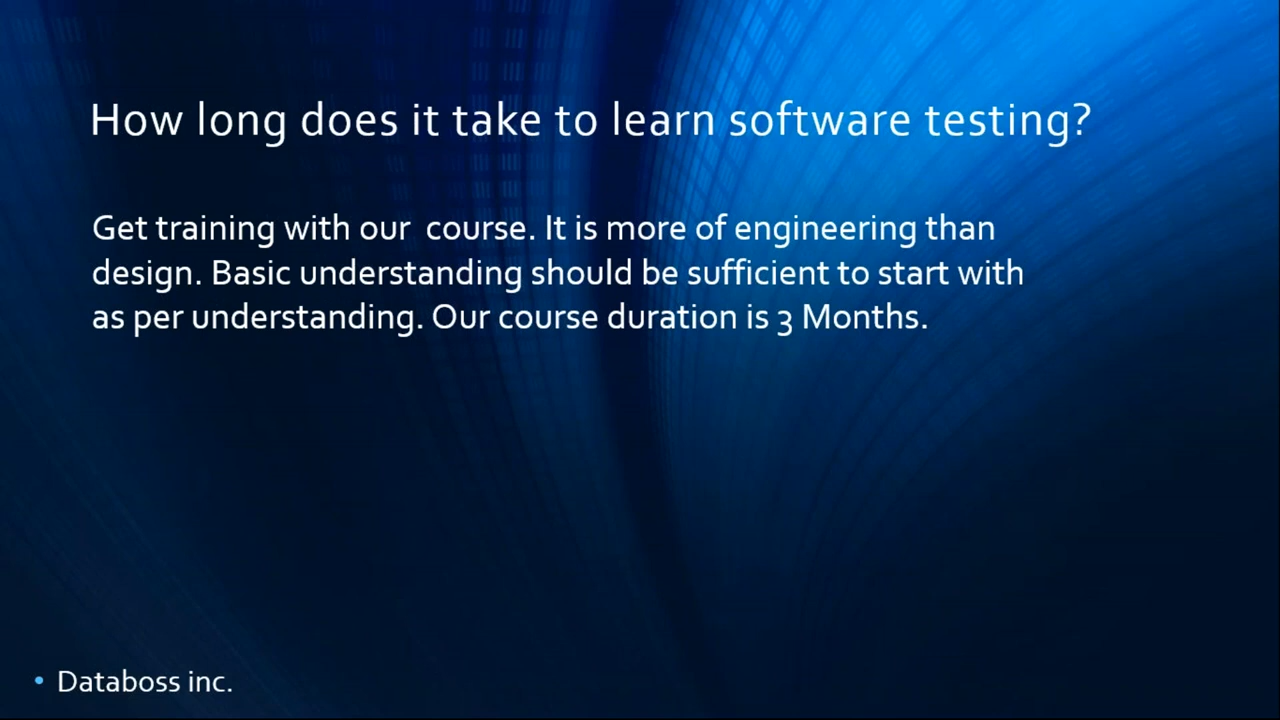 How long does it take to learn software testing?
Get training with our course. It is more of engineering than
design. Basic understanding should be sufficient to start with
as per understanding. Our course duration is 3 Months.
• Databoss inc.